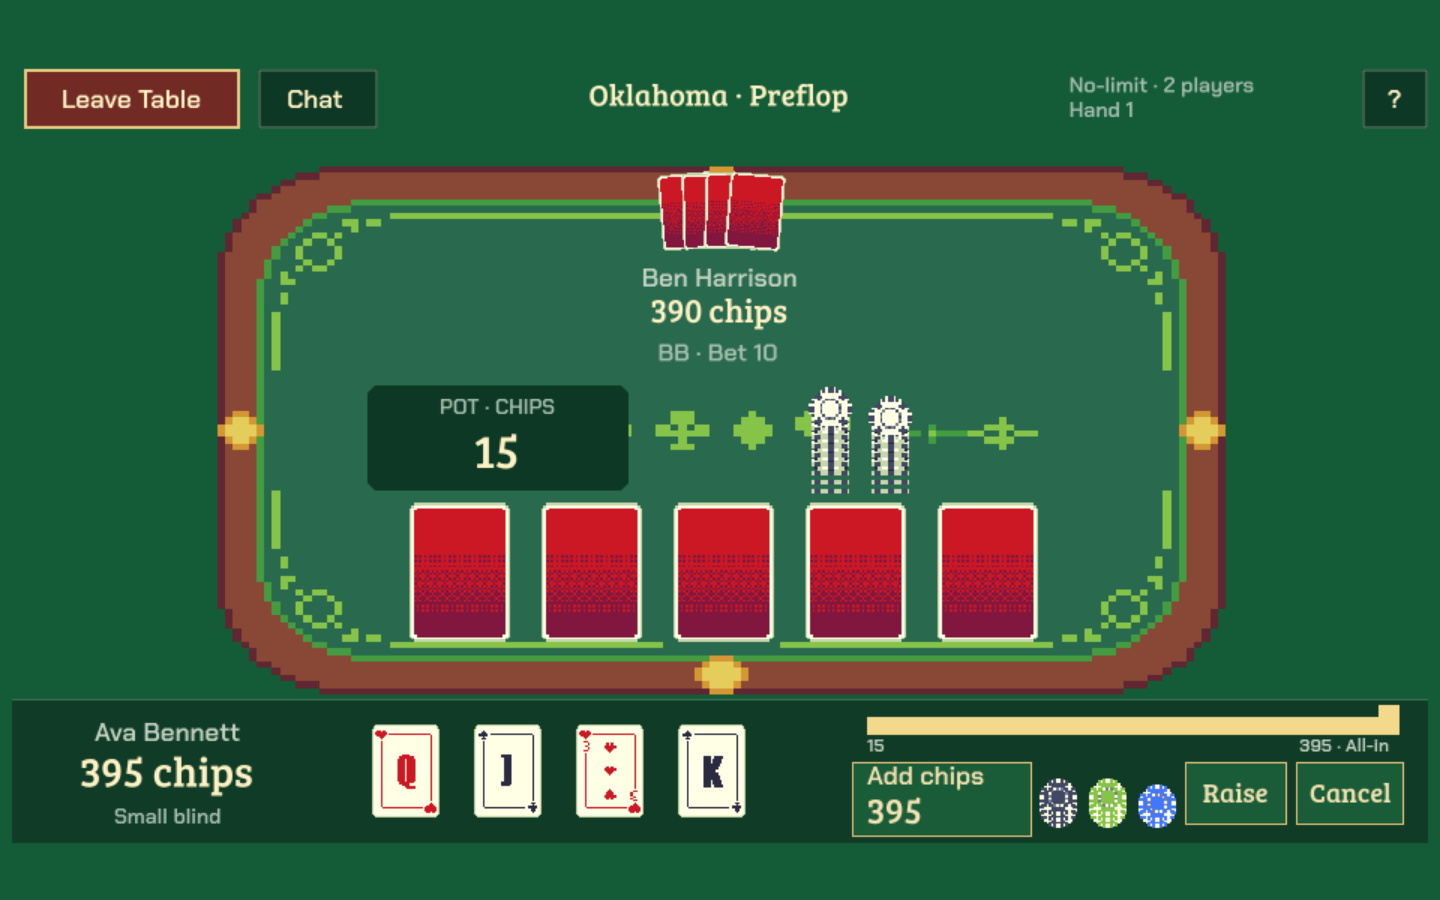 Leave Table
Chat
Oklahoma · Preflop
No-limit · 2 players
Hand 1
?
Ben Harrison
390 chips
BB · Bet 10
POT · CHIPS
15
Ava Bennett
395 chips
Small blind
Q
J
3
3
K
15
395 · All-In
Add chips
395
Raise
Cancel